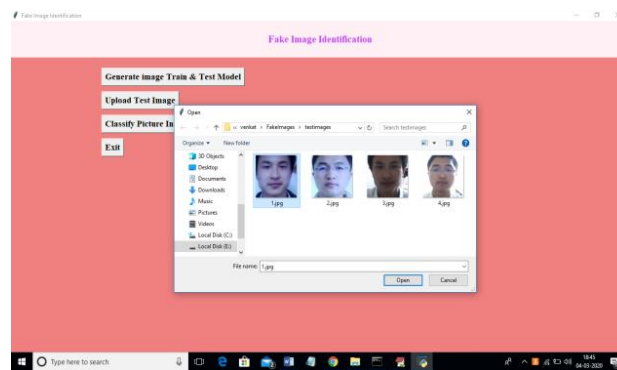 Fake Image Identification
Fake Image Identification
Generate image Train & Test Model
Upload Test Image
Classify Picture In
Exit
Open
« venkat > FakeImages > testimages
Search testimages
Organize
New folder
3D Objects
Desktop
Documents
Downloads
Music
Pictures
Videos
Local Disk (C:)
Local Disk (E:)
1.jpg
2.jpg
3.jpg
4.jpg
File name: 1.jpg
Open
Cancel
Type here to search
18:45
04-03-2020